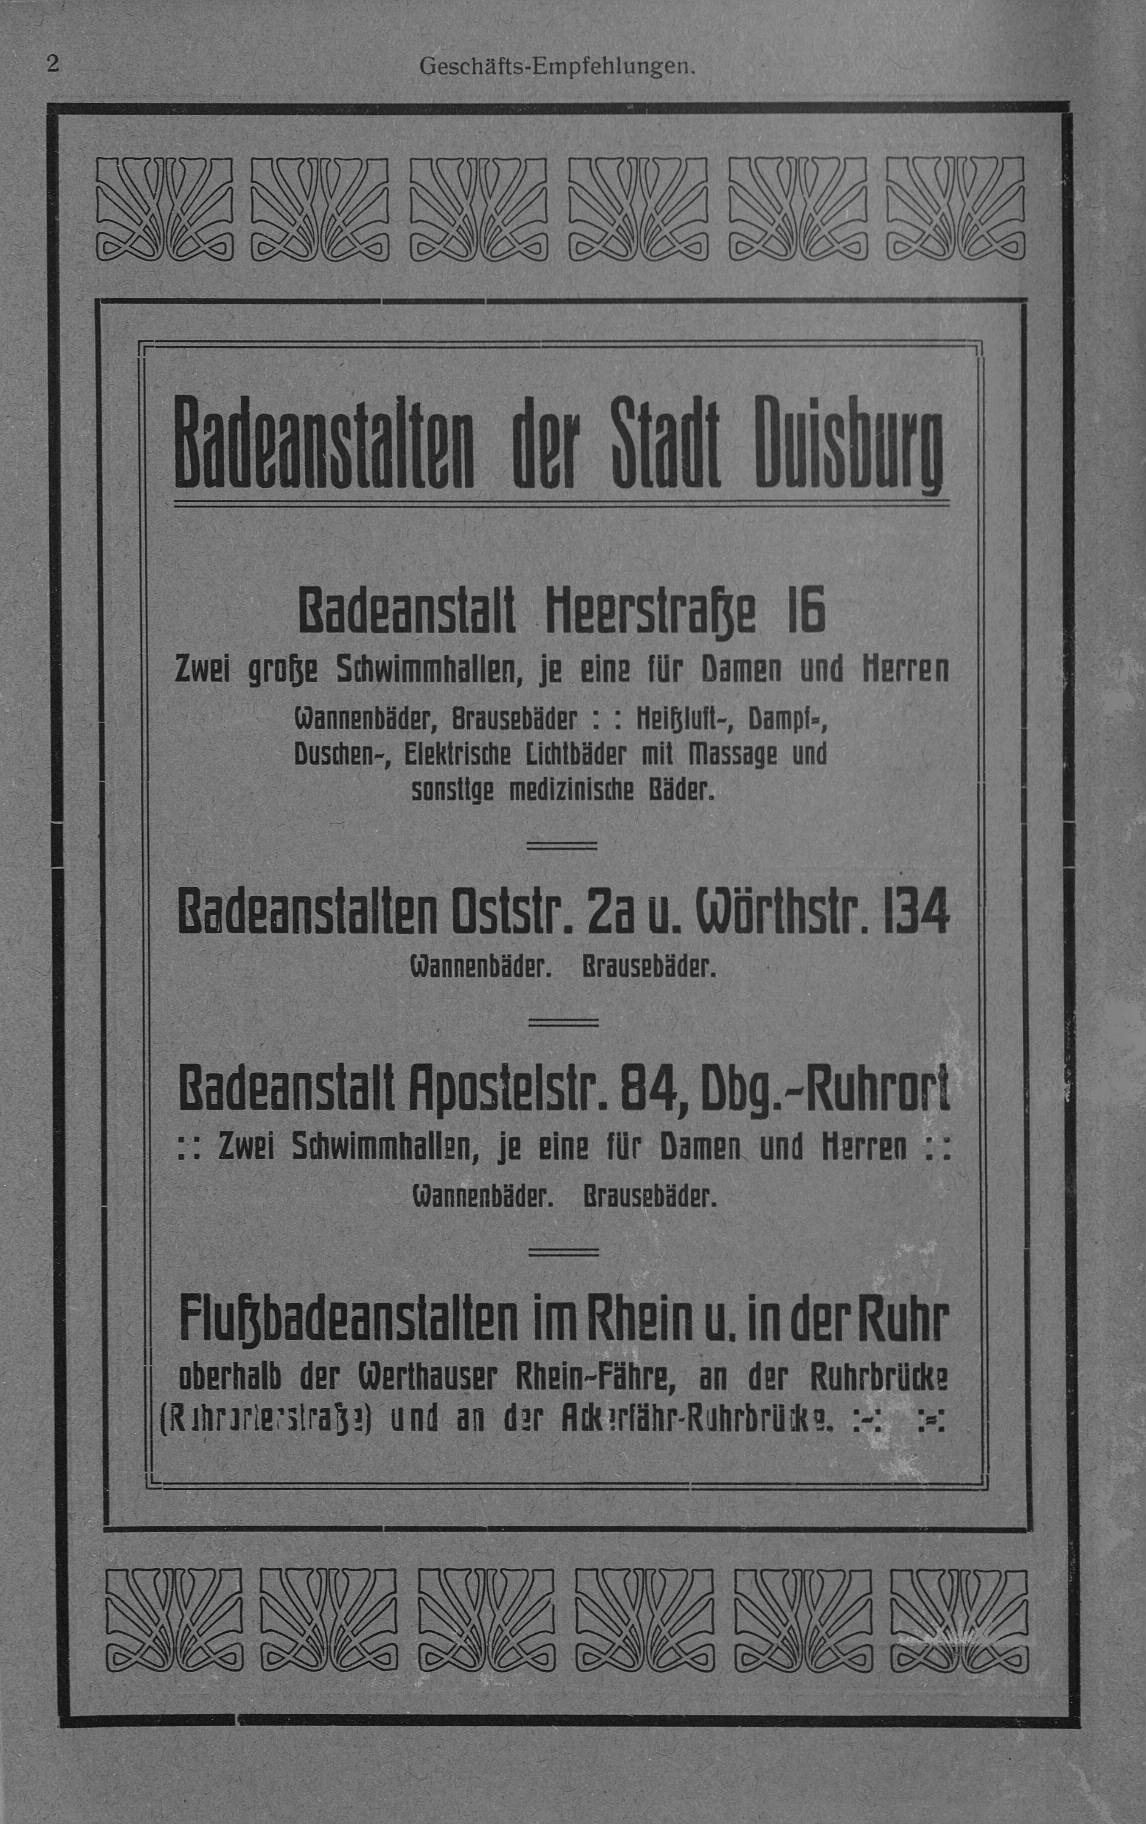 2
Geschäfts-Empfehlungen.
Badeanstalten der Stadt Duisburg
Badeanstalt Heerstraße 16
Zwei große Schwimmhallen, je eine für Damen und Herren
Wannenbäder, Brausebäder : : Heißluft-, Dampf-,
Duschen-, Elektrische Lichtbäder mit Massage und
sonstige medizinische Bäder.
Badeanstalten Oststr. 2a u. Wörthstr. 134
Wannenbäder. Brausebäder.
Badeanstalt Apostelstr. 84, Dbg.-Ruhrort
: : Zwei Schwimmhallen, je eine für Damen und Herren : :
Wannenbäder. Brausebäder.
Flußbadeanstalten im Rhein u. in der Ruhr
oberhalb der Werthauser Rhein-Fähre, an der Ruhrbrücke
(Ruhrorterstraße) und an der Ackerfähr-Ruhrbrücke. :-: :-: